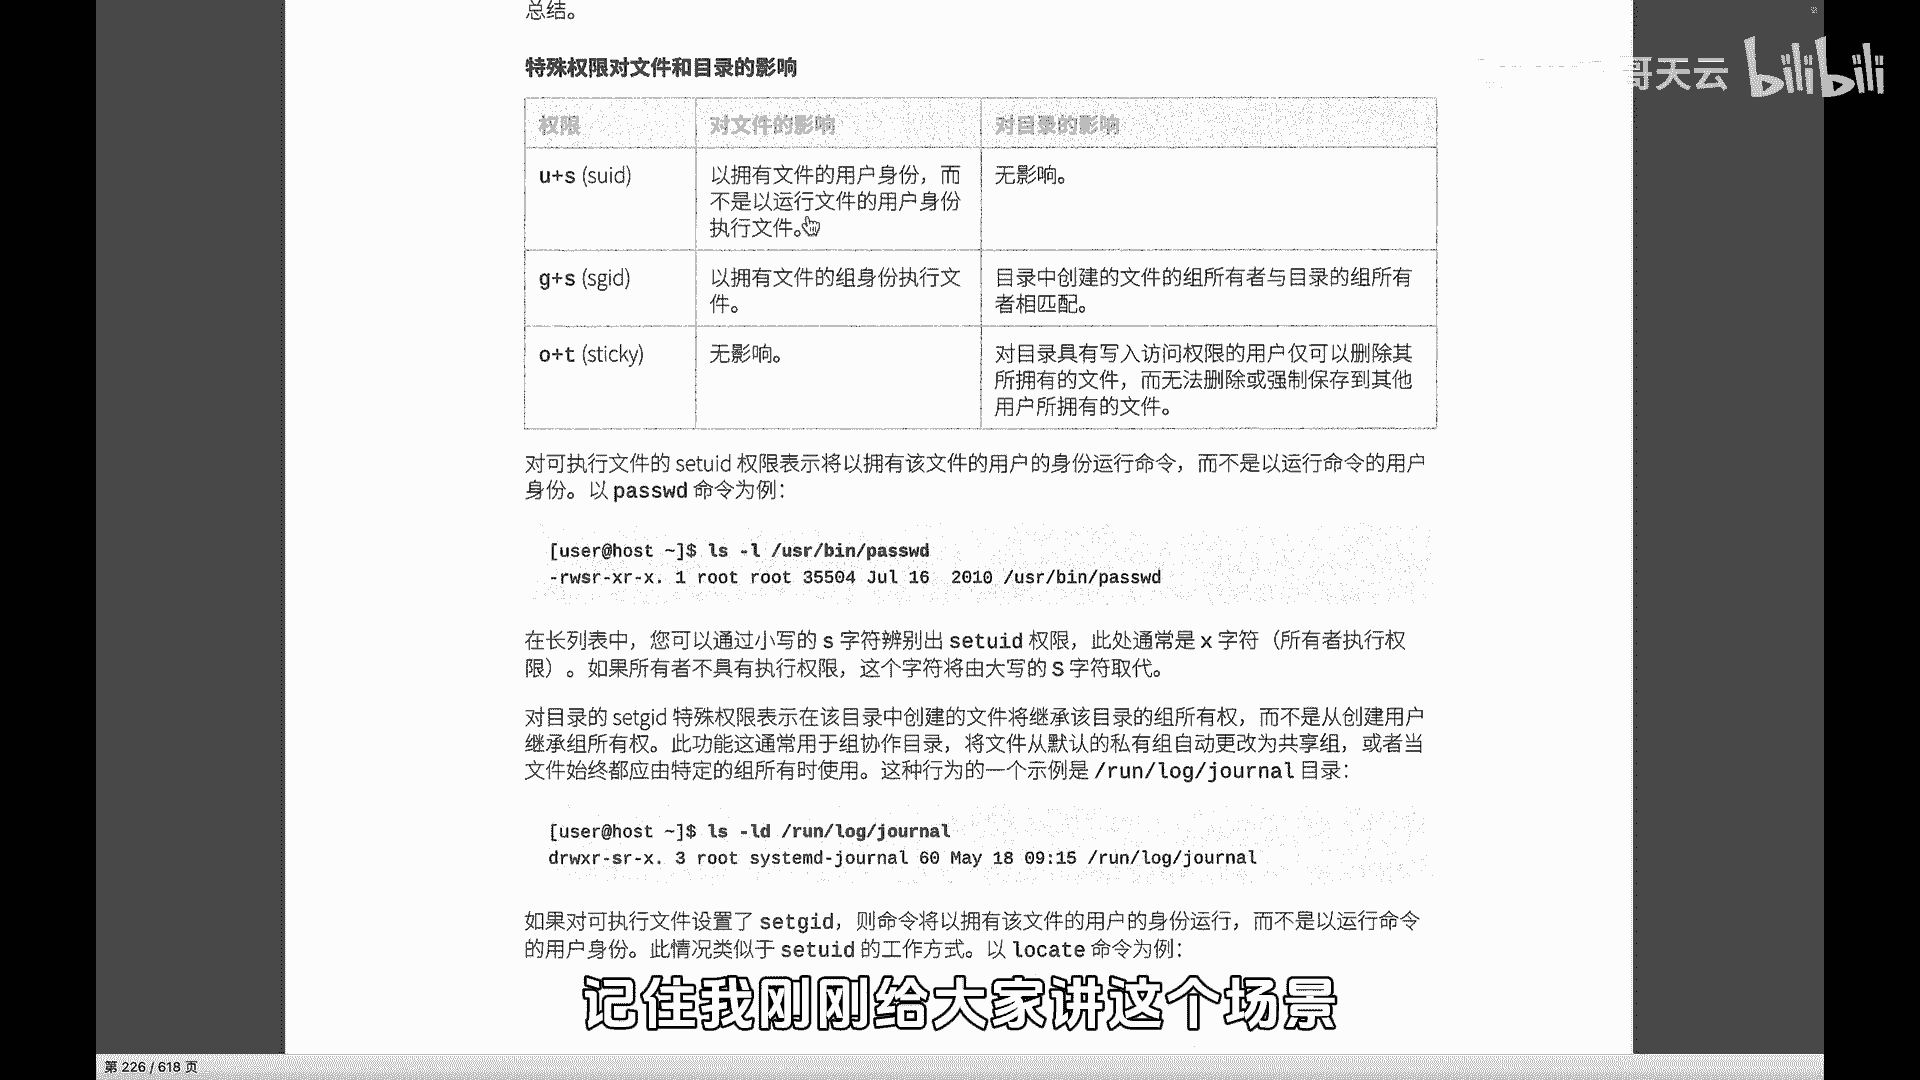 总结。
哥天云 bilibili
特殊权限对文件和目录的影响
权限 对文件的影响 对目录的影响
u+s (suid) 以拥有文件的用户身份，而 无影响。
不是以运行文件的用户身份
执行文件。
g+s (sgid) 以拥有文件的组身份执行文 目录中创建的文件的组所有者与目录的组所有
件。 者相匹配。
o+t (sticky) 无影响。 对目录具有写入访问权限的用户仅可以删除其
所拥有的文件，而无法删除或强制保存到其他
用户所拥有的文件。
对可执行文件的 setuid 权限表示将以拥有该文件的用户的身份运行命令，而不是以运行命令的用户
身份。以 passwd 命令为例：
[user@host ~]$ ls -l /usr/bin/passwd
-rwsr-xr-x. 1 root root 35504 Jul 16  2010 /usr/bin/passwd
在长列表中，您可以通过小写的 s 字符辨别出 setuid 权限，此处通常是 x 字符（所有者执行权
限）。如果所有者不具有执行权限，这个字符将由大写的 S 字符取代。
对目录的 setgid 特殊权限表示在该目录中创建的文件将继承该目录的组所有权，而不是从创建用户
继承组所有权。此功能这通常用于组协作目录，将文件从默认的私有组自动更改为共享组，或者当
文件始终都应由特定的组所有时使用。这种行为的一个示例是 /run/log/journal 目录：
[user@host ~]$ ls -ld /run/log/journal
drwxr-sr-x. 3 root systemd-journal 60 May 18 09:15 /run/log/journal
如果对可执行文件设置了 setgid，则命令将以拥有该文件的用户的身份运行，而不是以运行命令
的用户身份。此情况类似于 setuid 的工作方式。以 locate 命令为例：
记住我刚刚给大家讲这个场景
第 226 / 618 页